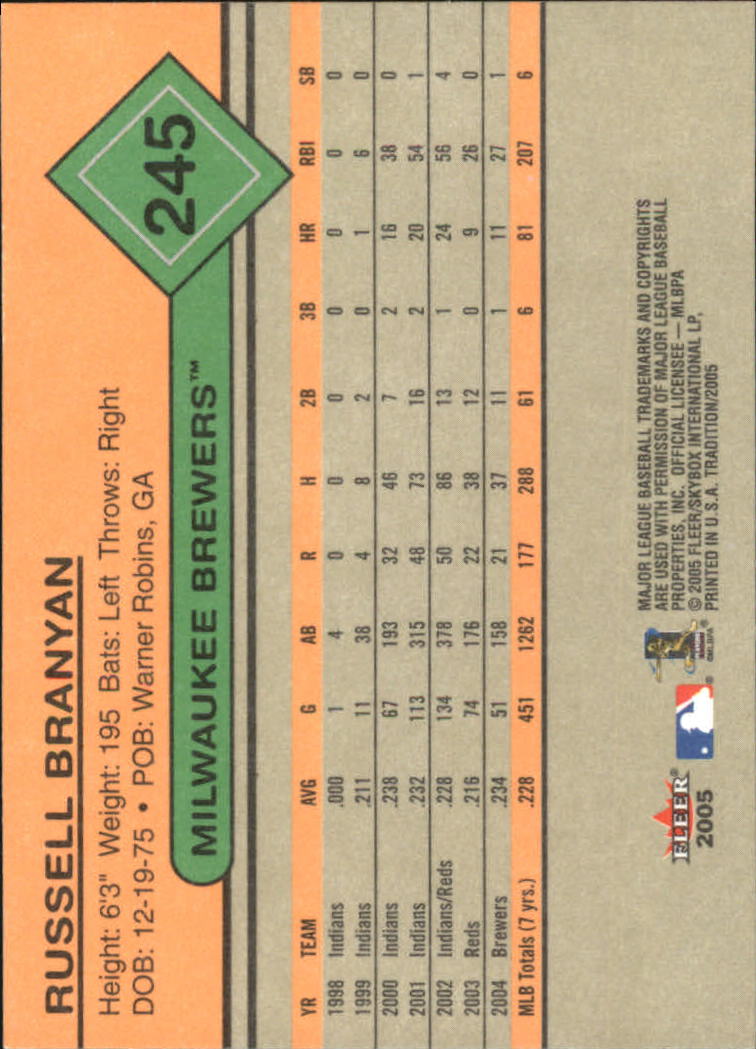 RUSSELL BRANYAN
Height: 6'3" Weight: 195 Bats: Left Throws: Right
DOB: 12-19-75 • POB: Warner Robins, GA
245
MILWAUKEE BREWERS™
YR TEAM AVG G AB R H 2B 3B HR RBI SB
1998 Indians .000 1 4 0 0 0 0 0 0 0
1999 Indians .211 11 38 4 8 2 0 1 6 0
2000 Indians .238 67 193 32 46 7 2 16 38 0
2001 Indians .232 113 315 48 73 16 2 20 54 1
2002 Indians/Reds .228 134 378 50 86 13 1 24 56 4
2003 Reds .216 74 176 22 38 12 0 9 26 0
2004 Brewers .234 51 158 21 37 11 1 11 27 1
MLB Totals (7 yrs.) .228 451 1262 177 288 61 6 81 207 6
FLEER®
2005
®
®
©MLBPA
MAJOR LEAGUE BASEBALL TRADEMARKS AND COPYRIGHTS
ARE USED WITH PERMISSION OF MAJOR LEAGUE BASEBALL
PROPERTIES, INC. OFFICIAL LICENSEE — MLBPA
© 2005 FLEER/SKYBOX INTERNATIONAL LP,
PRINTED IN U.S.A. TRADITION/2005